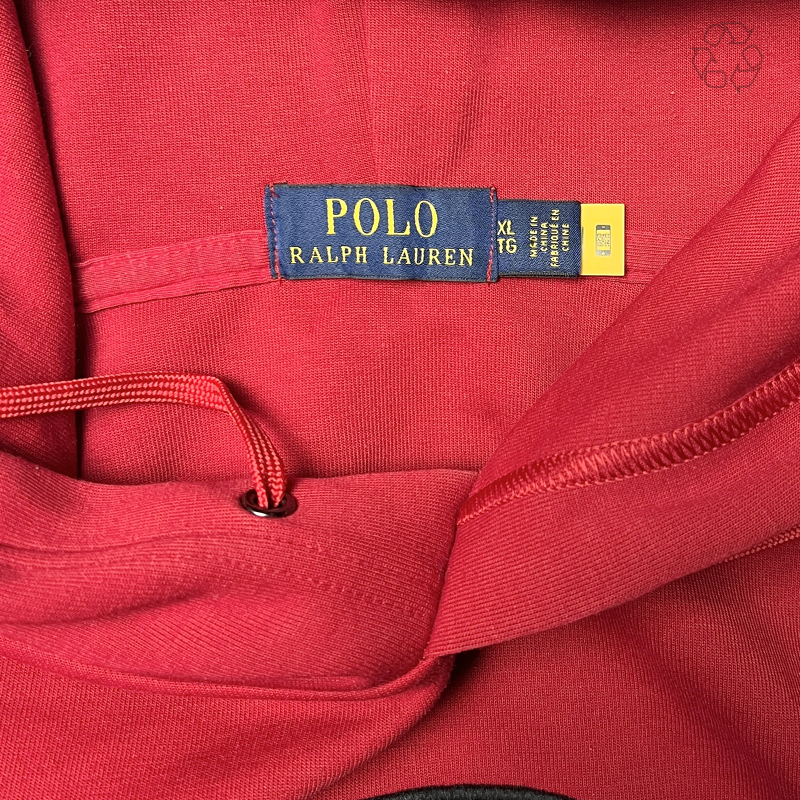 POLO
RALPH LAUREN
XL
TG
MADE IN
CHINA
FABRIQUÉ EN
CHINE